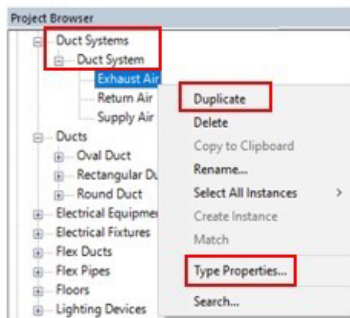 Project Browser
Duct Systems
Duct System
Exhaust Air
Return Air
Supply Air
Ducts
Oval Duct
Rectangular Du
Round Duct
Electrical Equipme
Electrical Fixtures
Flex Ducts
Flex Pipes
Floors
Lighting Devices
Duplicate
Delete
Copy to Clipboard
Rename...
Select All Instances
Create Instance
Match
Type Properties...
Search...